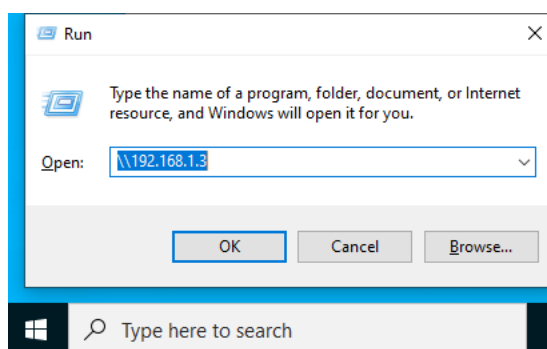 Run
Type the name of a program, folder, document, or Internet
resource, and Windows will open it for you.
Open: \\192.168.1.3
OK Cancel Browse...
Type here to search